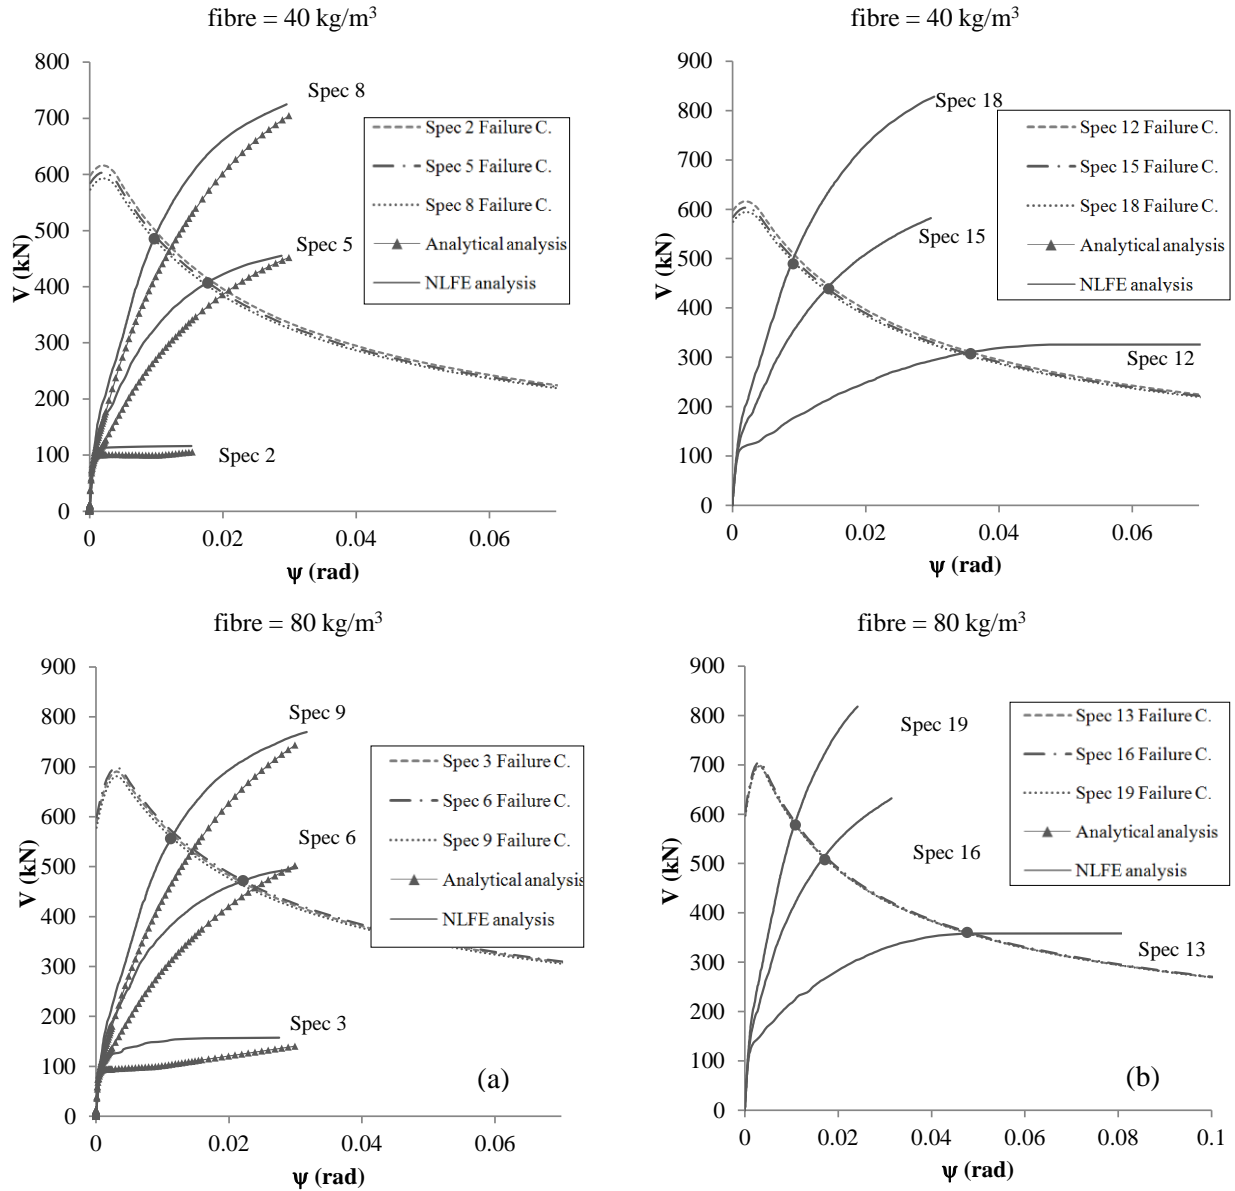 fibre = 40 kg/m³
800
700
600
500
400
300
200
100
0
V (kN)
0 0.02 0.04 0.06
ψ (rad)
Spec 8
Spec 5
Spec 2
Spec 2 Failure C.
Spec 5 Failure C.
Spec 8 Failure C.
Analytical analysis
NLFE analysis
fibre = 40 kg/m³
900
800
700
600
500
400
300
200
100
0
V (kN)
0 0.02 0.04 0.06
ψ (rad)
Spec 18
Spec 15
Spec 12
Spec 12 Failure C.
Spec 15 Failure C.
Spec 18 Failure C.
Analytical analysis
NLFE analysis
fibre = 80 kg/m³
900
800
700
600
500
400
300
200
100
0
V (kN)
0 0.02 0.04 0.06
ψ (rad)
Spec 9
Spec 6
Spec 3
Spec 3 Failure C.
Spec 6 Failure C.
Spec 9 Failure C.
Analytical analysis
NLFE analysis
(a)
fibre = 80 kg/m³
900
800
700
600
500
400
300
200
100
0
V (kN)
0 0.02 0.04 0.06 0.08 0.1
ψ (rad)
Spec 19
Spec 16
Spec 13
Spec 13 Failure C.
Spec 16 Failure C.
Spec 19 Failure C.
Analytical analysis
NLFE analysis
(b)